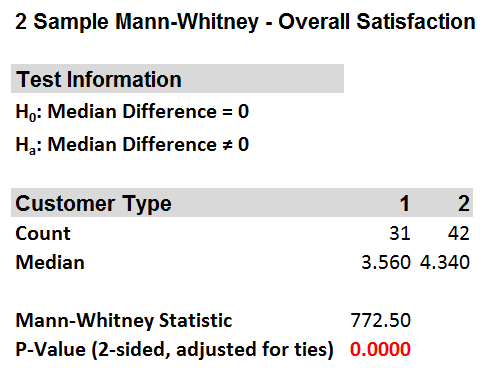 2 Sample Mann-Whitney - Overall Satisfaction
Test Information
H₀: Median Difference = 0
Hₐ: Median Difference ≠ 0
Customer Type 1 2
Count 31 42
Median 3.560 4.340
Mann-Whitney Statistic 772.50
P-Value (2-sided, adjusted for ties) 0.0000